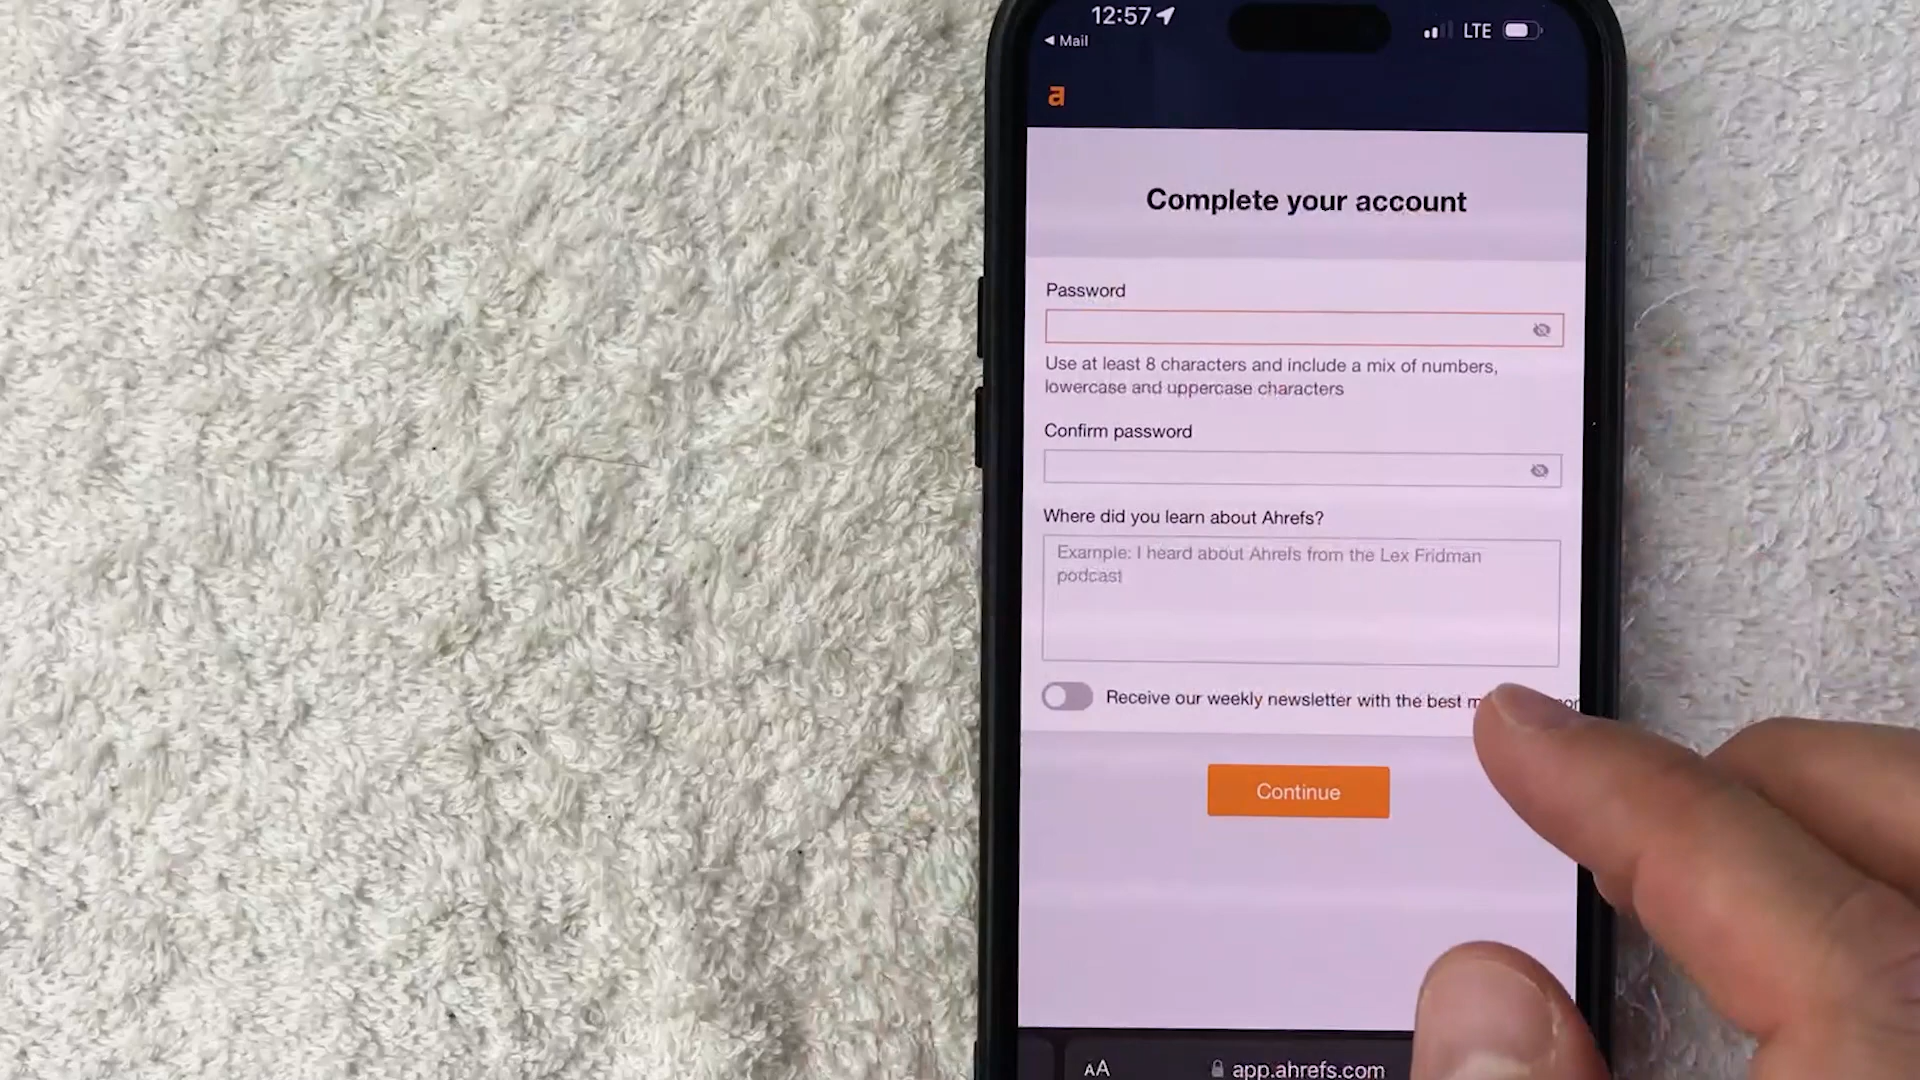 12:57
LTE
◀ Mail
a
Complete your account
Password
Use at least 8 characters and include a mix of numbers,
lowercase and uppercase characters
Confirm password
Where did you learn about Ahrefs?
Example: I heard about Ahrefs from the Lex Fridman
podcast
Receive our weekly newsletter with the best
Continue
AA
app.ahrefs.com